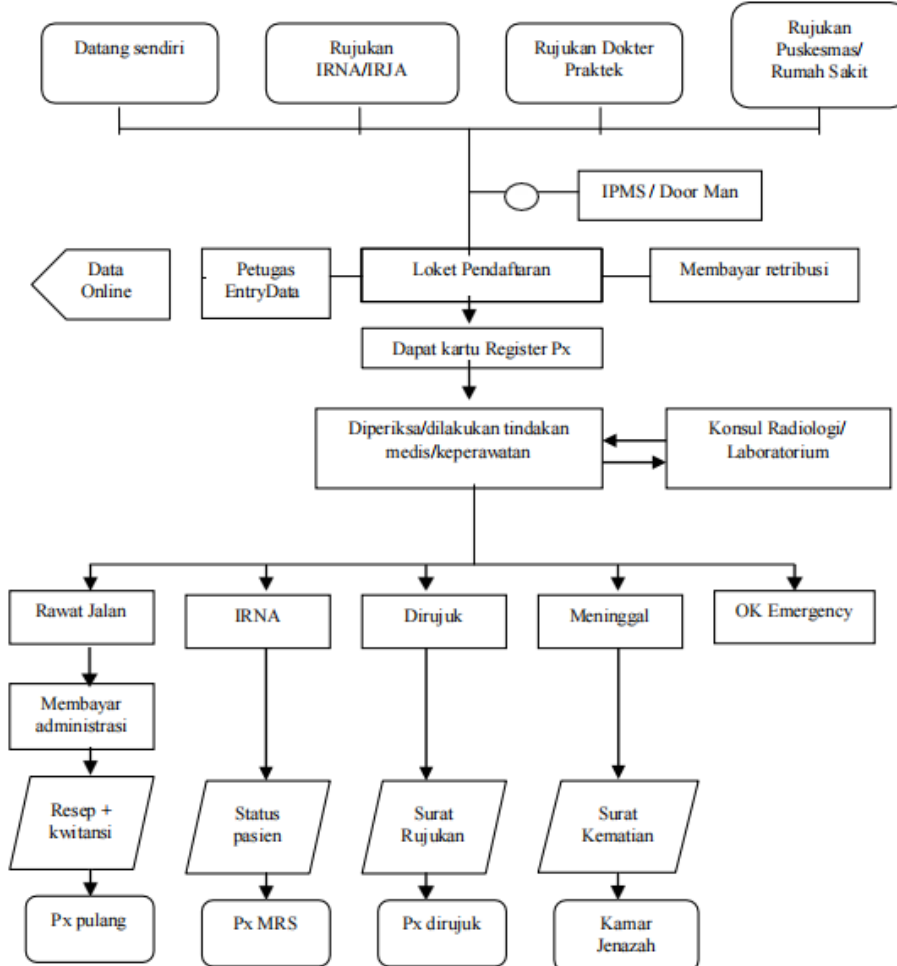 Datang sendiri
Rujukan
IRNA/IRJA
Rujukan Dokter
Praktek
Rujukan
Puskesmas/
Rumah Sakit
IPMS / Door Man
Data
Online
Petugas
EntryData
Loket Pendaftaran
Membayar retribusi
Dapat kartu Register Px
Diperiksa/dilakukan tindakan
medis/keperawatan
Konsul Radiologi/
Laboratorium
Rawat Jalan
IRNA
Dirujuk
Meninggal
OK Emergency
Membayar
administrasi
Resep +
kwitansi
Status
pasien
Surat
Rujukan
Surat
Kematian
Px pulang
Px MRS
Px dirujuk
Kamar
Jenazah